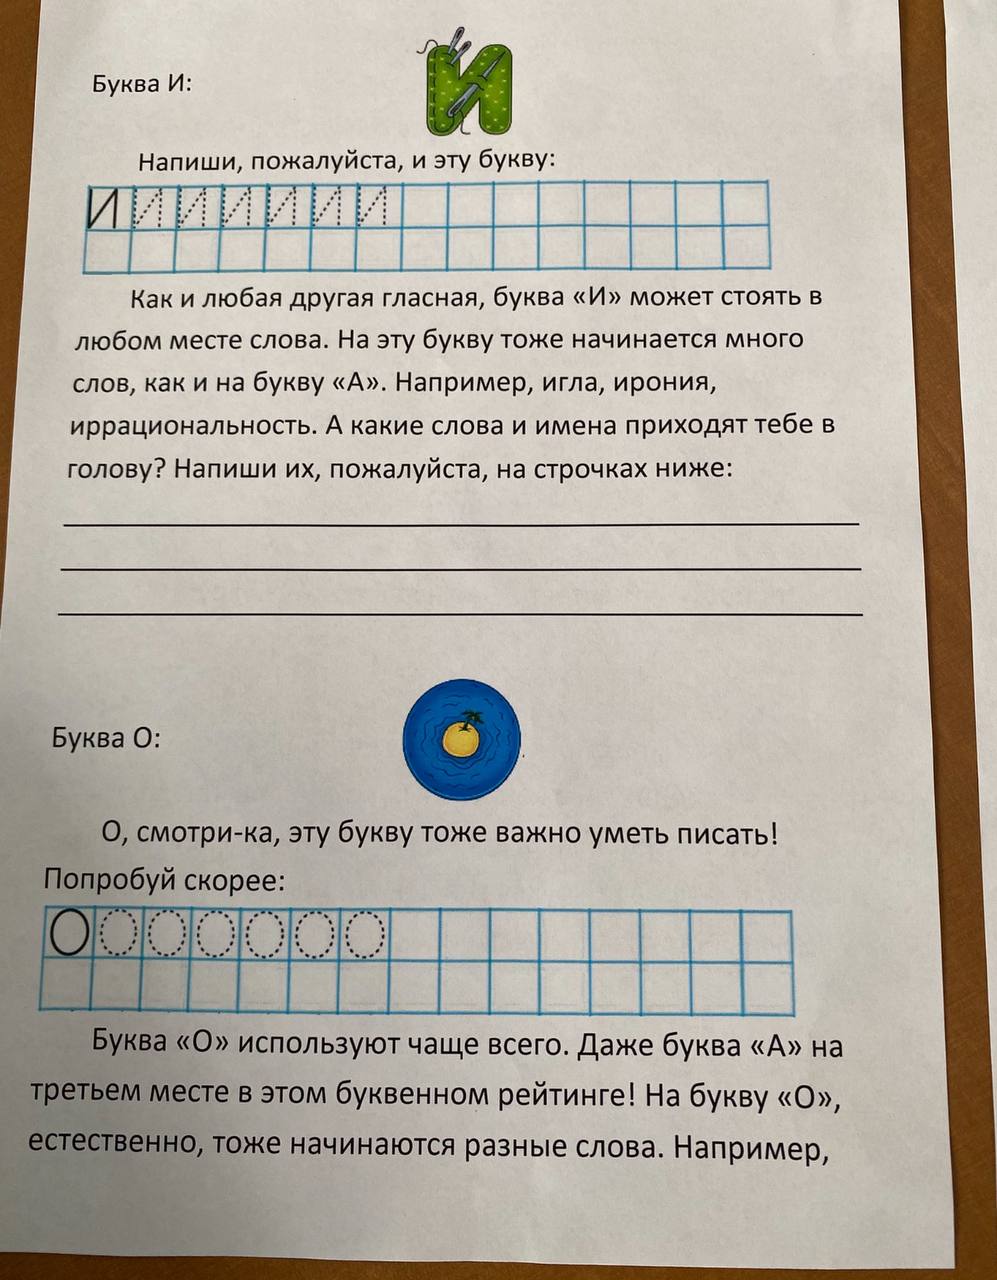 Буква И:
И
Напиши, пожалуйста, и эту букву:
И И И И И И И
Как и любая другая гласная, буква «И» может стоять в
любом месте слова. На эту букву тоже начинается много
слов, как и на букву «А». Например, игла, ирония,
иррациональность. А какие слова и имена приходят тебе в
голову? Напиши их, пожалуйста, на строчках ниже:
Буква О:
О, смотри-ка, эту букву тоже важно уметь писать!
Попробуй скорее:
О О О О О О О
Буква «О» используют чаще всего. Даже буква «А» на
третьем месте в этом буквенном рейтинге! На букву «О»,
естественно, тоже начинаются разные слова. Например,